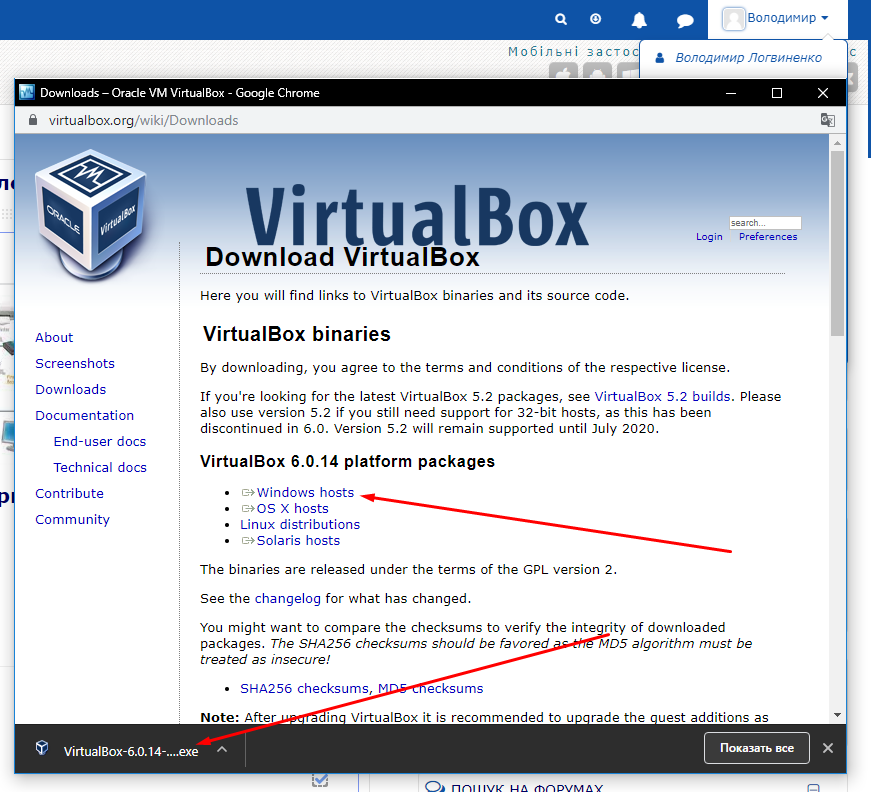 Володимир
Мобільні застос
с
Володимир Логвиненко
Downloads – Oracle VM VirtualBox - Google Chrome
virtualbox.org/wiki/Downloads
ORACLE
VirtualBox
VirtualBox
search...
Login Preferences
Download VirtualBox
Here you will find links to VirtualBox binaries and its source code.
VirtualBox binaries
About
Screenshots
Downloads
Documentation
End-user docs
Technical docs
Contribute
Community
By downloading, you agree to the terms and conditions of the respective license.
If you're looking for the latest VirtualBox 5.2 packages, see VirtualBox 5.2 builds. Please
also use version 5.2 if you still need support for 32-bit hosts, as this has been
discontinued in 6.0. Version 5.2 will remain supported until July 2020.
VirtualBox 6.0.14 platform packages
Windows hosts
OS X hosts
Linux distributions
Solaris hosts
The binaries are released under the terms of the GPL version 2.
See the changelog for what has changed.
You might want to compare the checksums to verify the integrity of downloaded
packages. The SHA256 checksums should be favored as the MD5 algorithm must be
treated as insecure!
SHA256 checksums, MD5 checksums
Note: After upgrading VirtualBox it is recommended to upgrade the guest additions as
VirtualBox-6.0.14-....exe
Показать все
ПОШУК НА ФОРУМАХ